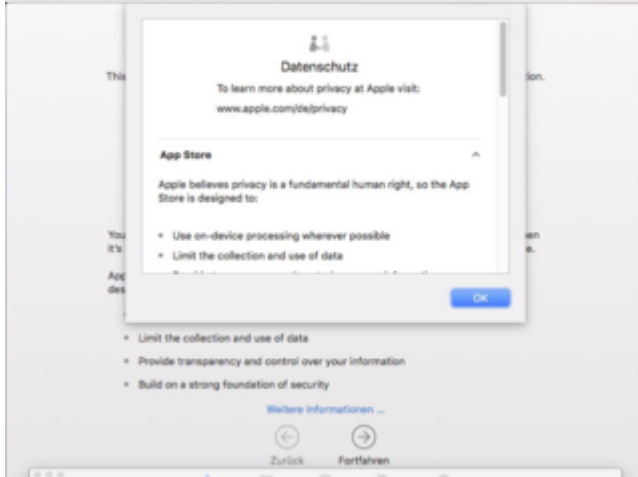 Datenschutz
To learn more about privacy at Apple visit:
www.apple.com/de/privacy
App Store
Apple believes privacy is a fundamental human right, so the App
Store is designed to:
• Use on-device processing wherever possible
• Limit the collection and use of data
OK
This
on.
You
it's
App
des
• Limit the collection and use of data
• Provide transparency and control over your information
• Build on a strong foundation of security
Weitere Informationen ...
Zurück Fortfahren